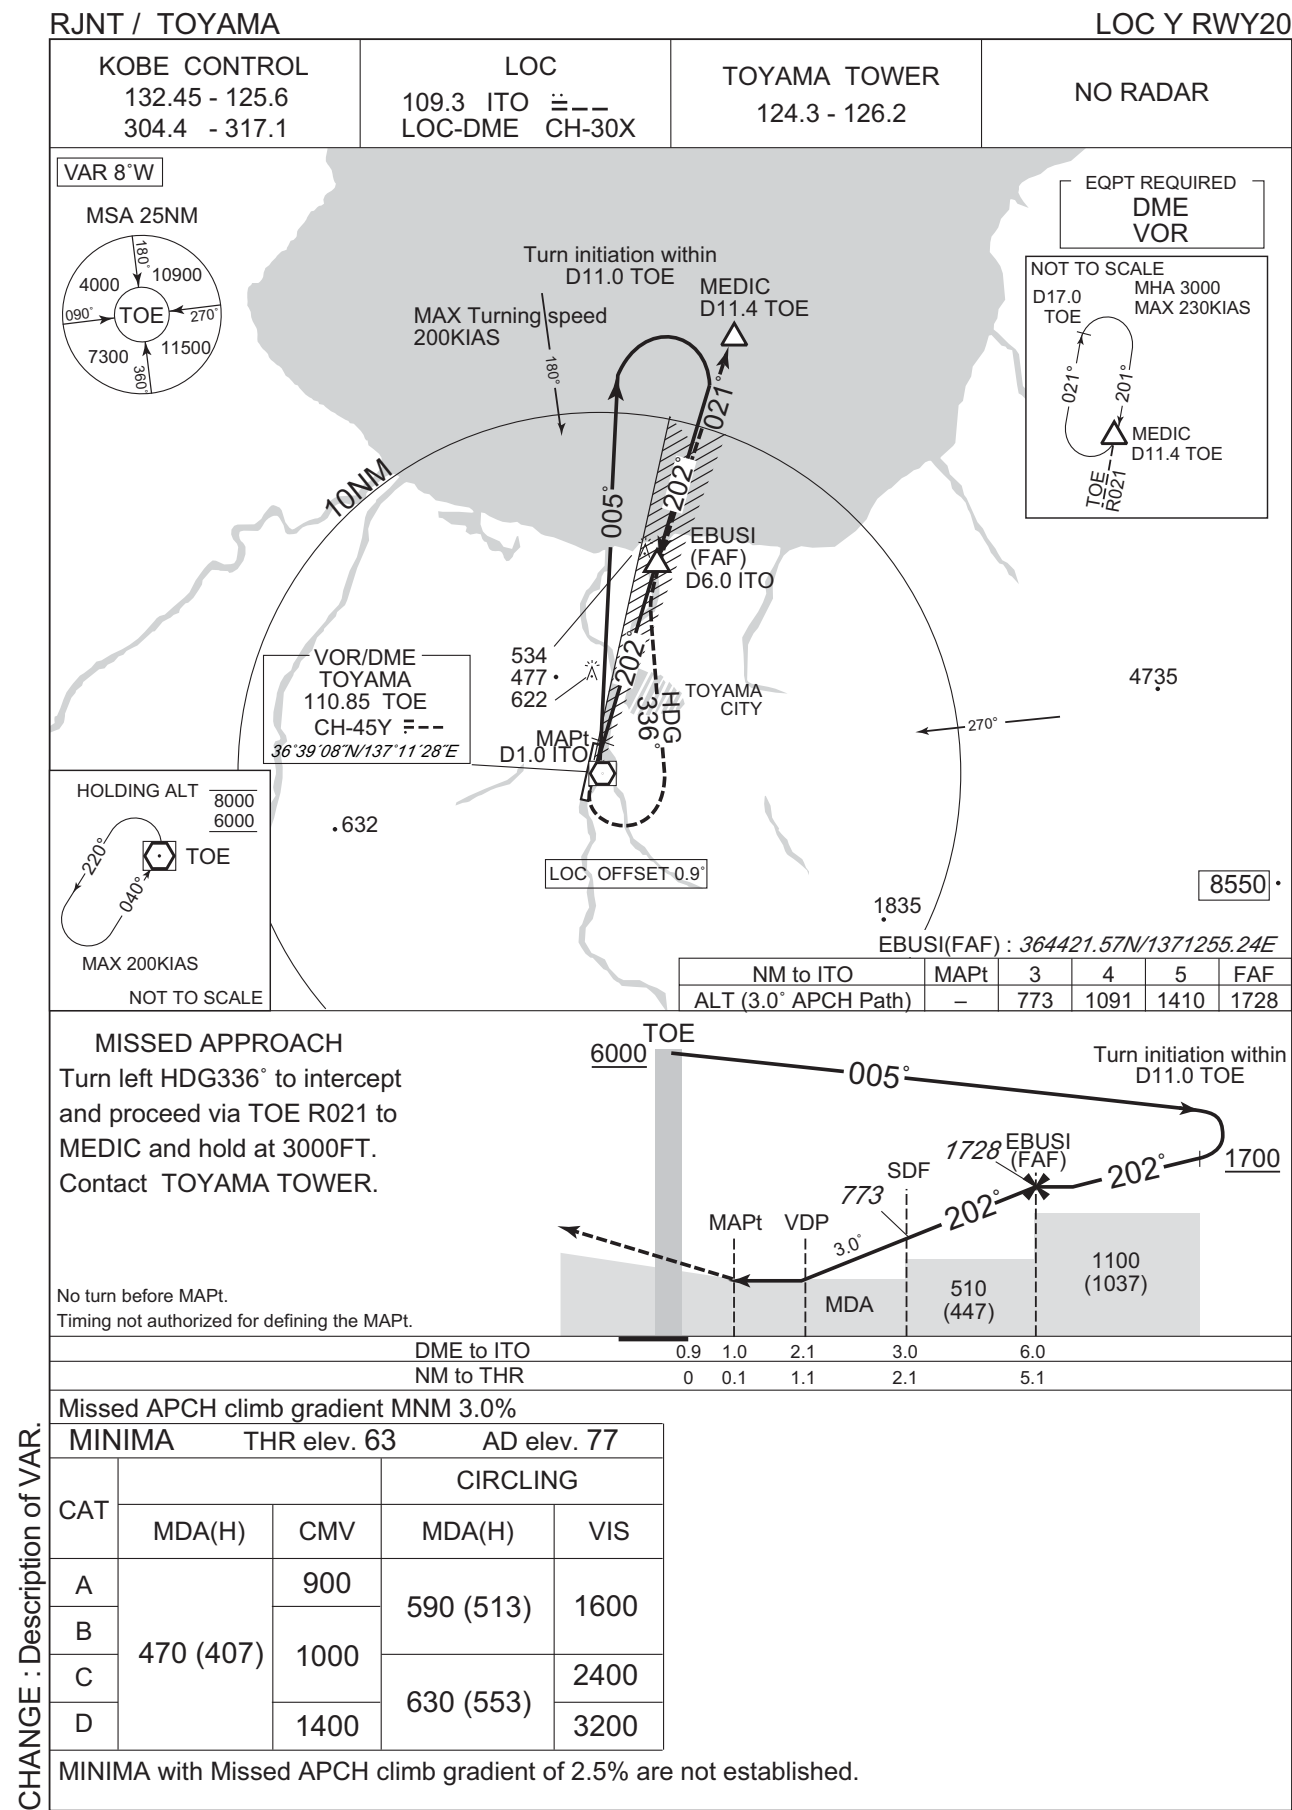 RJNT / TOYAMA
LOC Y RWY20
KOBE CONTROL
132.45 - 125.6
304.4 - 317.1
LOC
109.3 ITO
LOC-DME CH-30X
TOYAMA TOWER
124.3 - 126.2
NO RADAR
VAR 8°W
MSA 25NM
180°
4000
10900
090°
TOE
270°
7300
11500
360°
Turn initiation within
D11.0 TOE
MEDIC
D11.4 TOE
MAX Turning speed
200KIAS
180°
EQPT REQUIRED
DME
VOR
NOT TO SCALE
MHA 3000
MAX 230KIAS
D17.0
TOE
021°
201°
MEDIC
D11.4 TOE
TOE
R021
10NM
005°
021°
202°
EBUSI
(FAF)
D6.0 ITO
202°
VOR/DME
TOYAMA
110.85 TOE
CH-45Y
36°39′08″N/137°11′28″E
534
477
622
TOYAMA
CITY
HDG
336°
MAPt
D1.0 ITO
4735
270°
HOLDING ALT
8000
6000
220°
040°
TOE
MAX 200KIAS
NOT TO SCALE
632
LOC OFFSET 0.9°
8550
1835
EBUSI(FAF) : 364421.57N/1371255.24E
NM to ITO MAPt 3 4 5 FAF
ALT (3.0° APCH Path) – 773 1091 1410 1728
MISSED APPROACH
Turn left HDG336° to intercept
and proceed via TOE R021 to
MEDIC and hold at 3000FT.
Contact TOYAMA TOWER.
No turn before MAPt.
Timing not authorized for defining the MAPt.
TOE
6000
005°
Turn initiation within
D11.0 TOE
1728
EBUSI
(FAF)
202°
1700
SDF
773
202°
MAPt
VDP
3.0°
MDA
510
(447)
1100
(1037)
DME to ITO 0.9 1.0 2.1 3.0 6.0
NM to THR 0 0.1 1.1 2.1 5.1
Missed APCH climb gradient MNM 3.0%
MINIMA THR elev. 63 AD elev. 77
CAT
CIRCLING
MDA(H) CMV MDA(H) VIS
A
B
C
D
470 (407)
900
1000
1400
590 (513)
630 (553)
1600
2400
3200
MINIMA with Missed APCH climb gradient of 2.5% are not established.
CHANGE : Description of VAR.